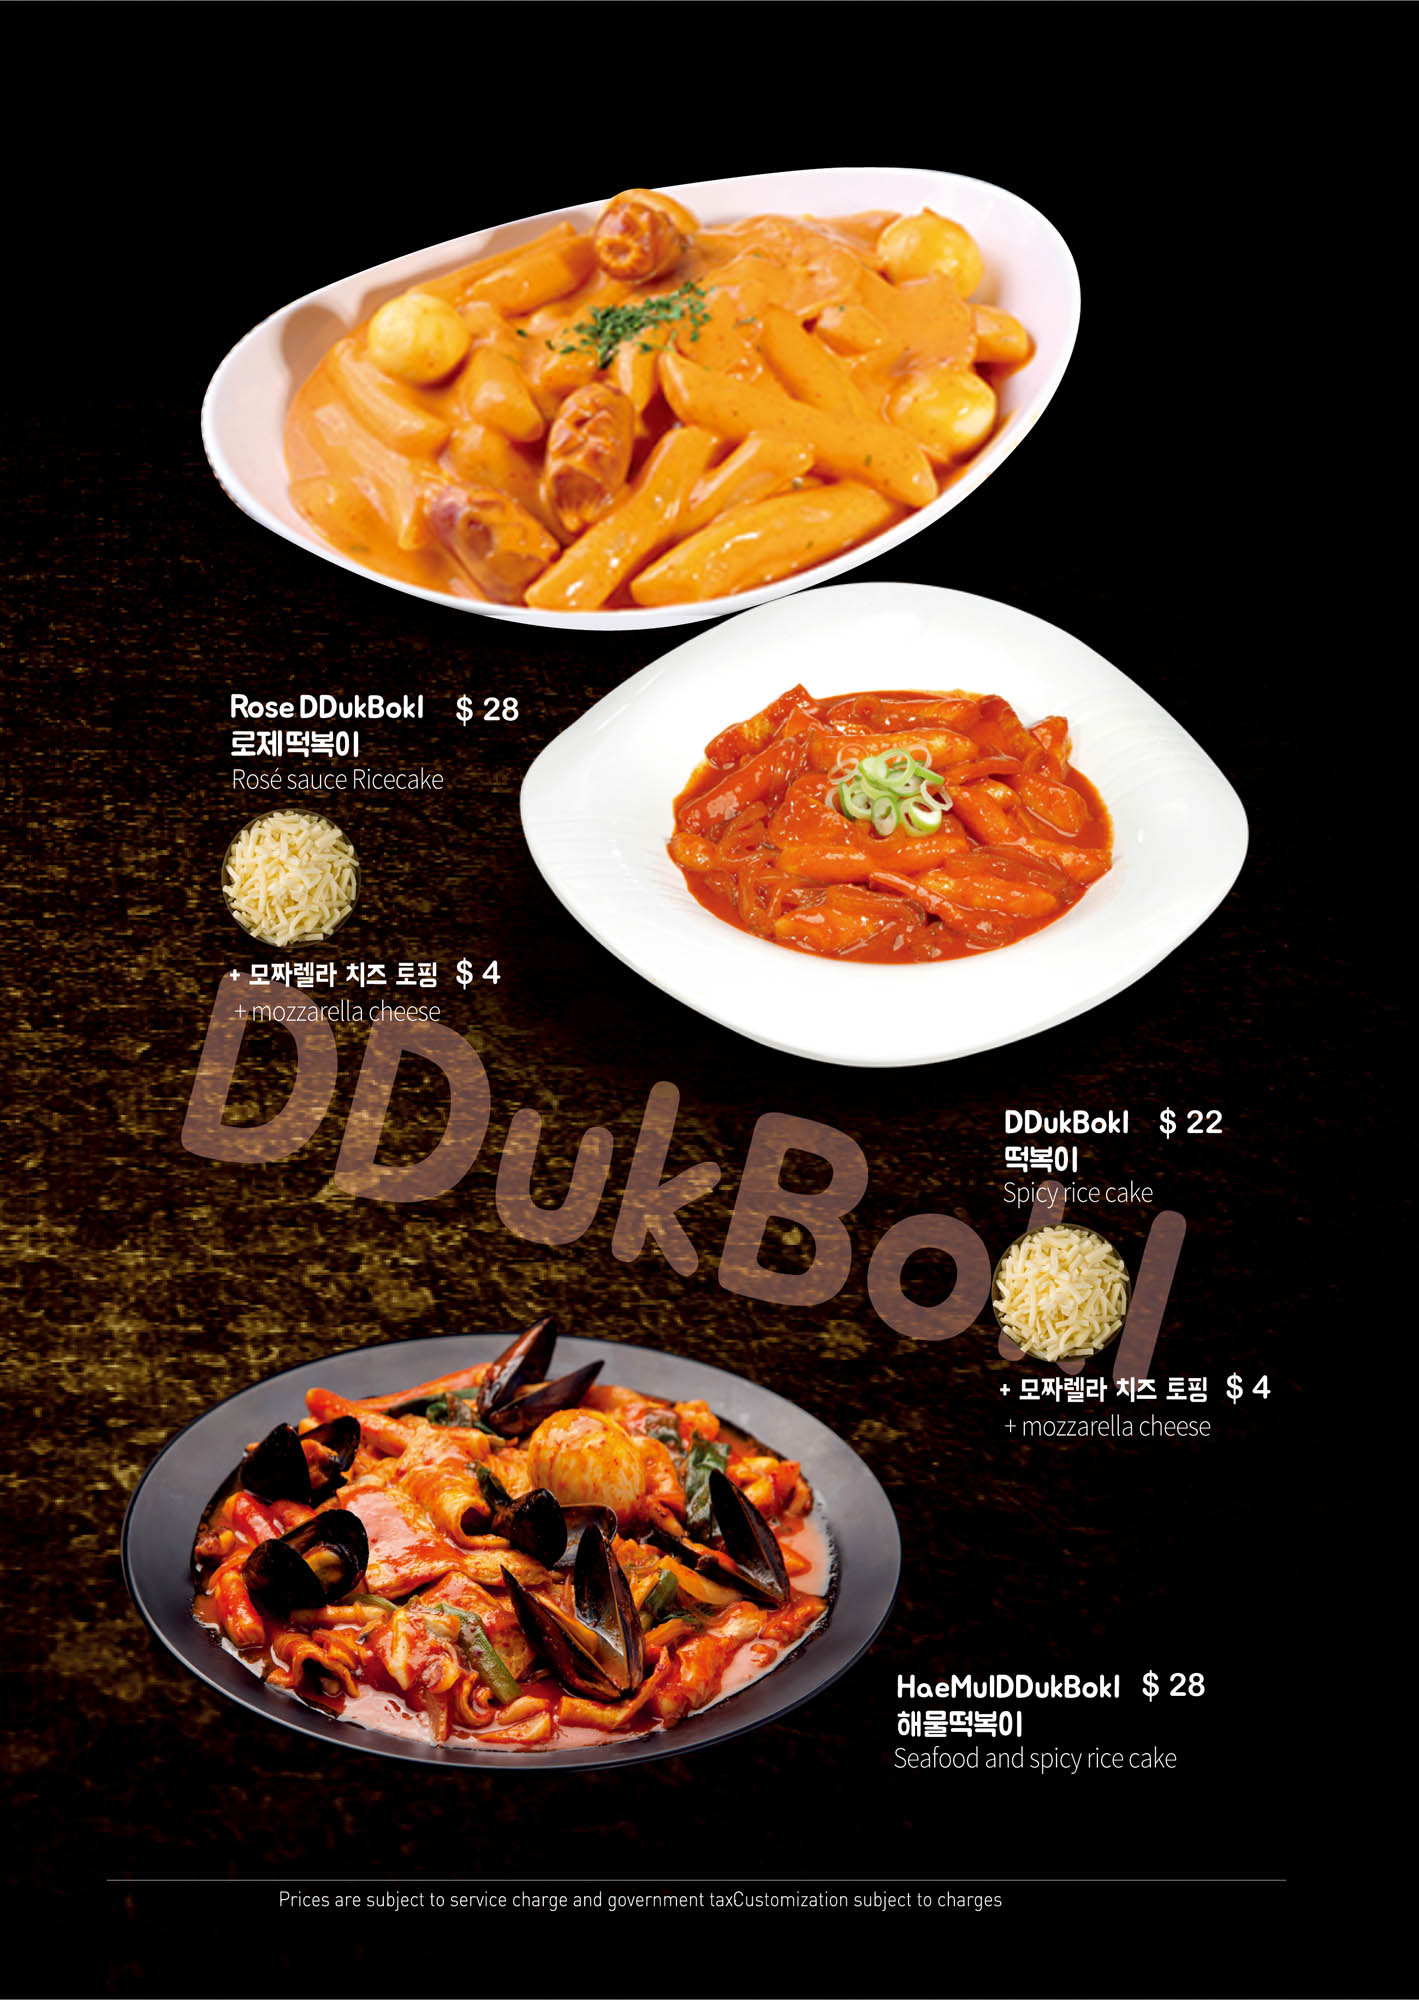 Rose DDukBokI $ 28
로제떡볶이
Rosé sauce Ricecake
+ 모짜렐라 치즈 토핑 $ 4
+ mozzarella cheese
DDukBokI
DDukBokI $ 22
떡볶이
Spicy rice cake
+ 모짜렐라 치즈 토핑 $ 4
+ mozzarella cheese
HaeMulDDukBokI $ 28
해물떡볶이
Seafood and spicy rice cake
Prices are subject to service charge and government taxCustomization subject to charges